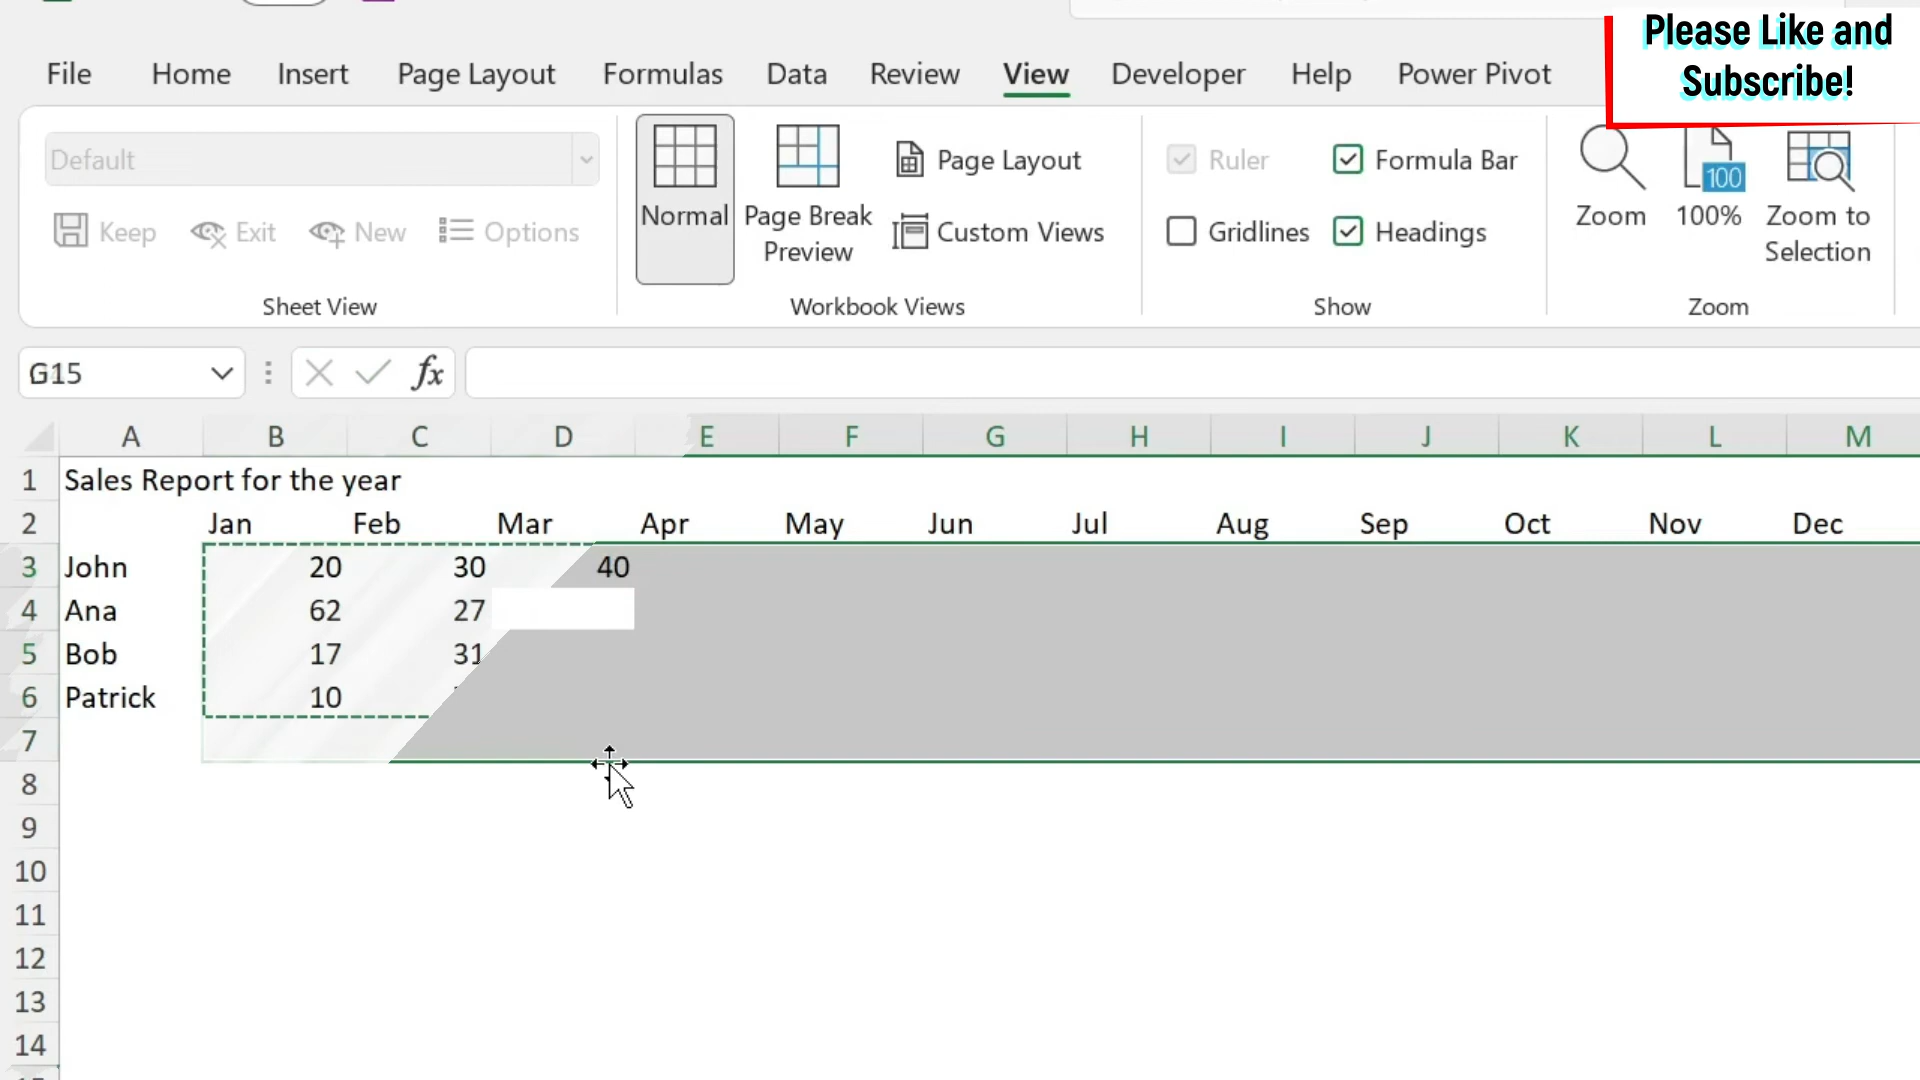 Please Like and
Subscribe!
File Home Insert Page Layout Formulas Data Review View Developer Help Power Pivot
Default
Keep Exit New Options
Sheet View
Normal
Page Break
Preview
Page Layout
Custom Views
Workbook Views
Ruler Formula Bar
Gridlines Headings
Show
Zoom
100
100%
Zoom to
Selection
Zoom
G15 fx
A B C D E F G H I J K L M
1 Sales Report for the year
2 Jan Feb Mar Apr May Jun Jul Aug Sep Oct Nov Dec
3 John 20 30 40
4 Ana 62 27
5 Bob 17 31
6 Patrick 10
7
8
9
10
11
12
13
14